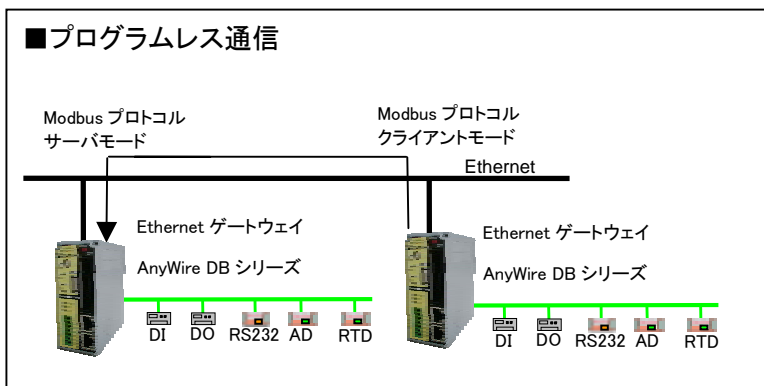 ■プログラムレス通信
Modbus プロトコル
サーバモード
Modbus プロトコル
クライアントモード
Ethernet
Ethernet ゲートウェイ
AnyWire DB シリーズ
Ethernet ゲートウェイ
AnyWire DB シリーズ
DI DO RS232 AD RTD
DI DO RS232 AD RTD